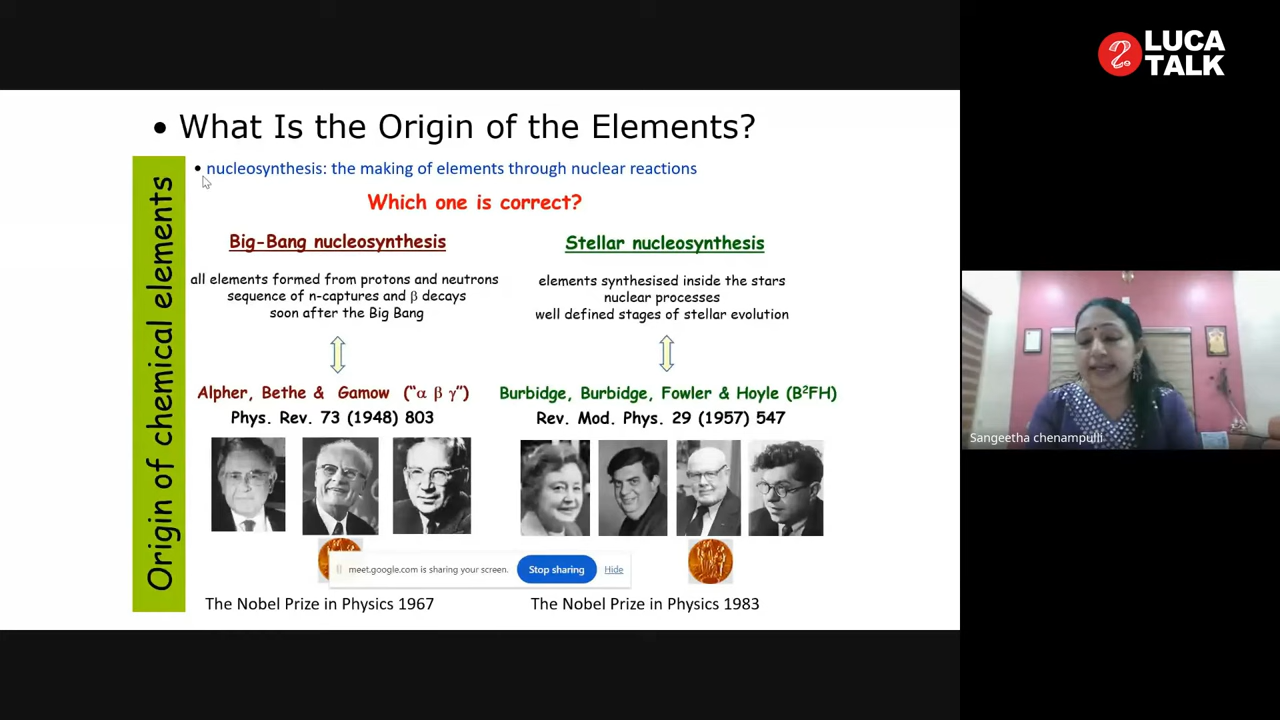 LUCA
TALK
• What Is the Origin of the Elements?
• nucleosynthesis: the making of elements through nuclear reactions
Which one is correct?
Origin of chemical elements
Big-Bang nucleosynthesis
all elements formed from protons and neutrons
sequence of n-captures and β decays
soon after the Big Bang
Alpher, Bethe & Gamow ("α β γ")
Phys. Rev. 73 (1948) 803
Stellar nucleosynthesis
elements synthesised inside the stars
nuclear processes
well defined stages of stellar evolution
Burbidge, Burbidge, Fowler & Hoyle (B²FH)
Rev. Mod. Phys. 29 (1957) 547
meet.google.com is sharing your screen. Stop sharing Hide
The Nobel Prize in Physics 1967
The Nobel Prize in Physics 1983
Sangeetha chenampulli